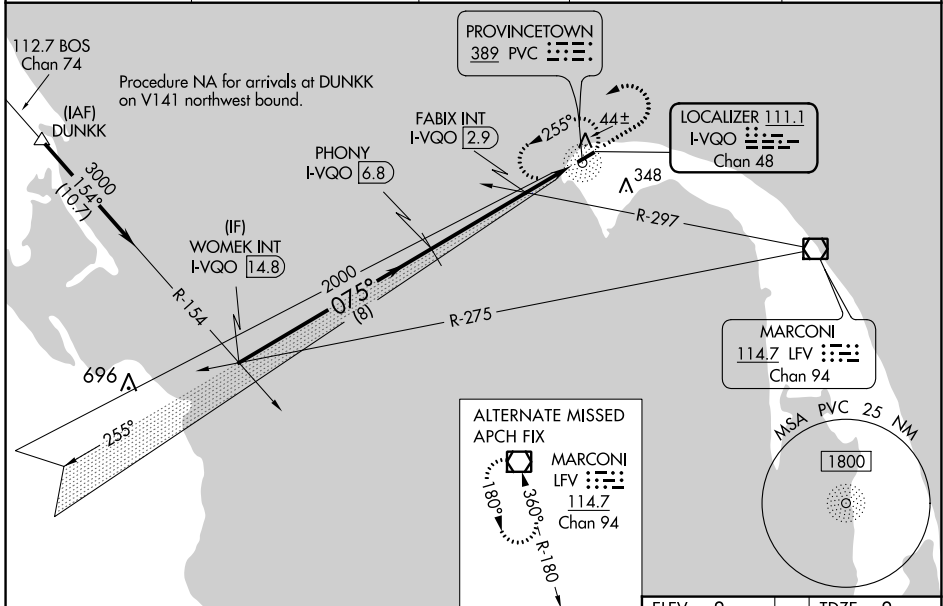 112.7 BOS
Chan 74
Procedure NA for arrivals at DUNKK
on V141 northwest bound.
(IAF)
DUNKK
3000
154°
(10.7)
R-154
PROVINCETOWN
389 PVC
255°
44±
LOCALIZER 111.1
I-VQO
Chan 48
FABIX INT
I-VQO 2.9
PHONY
I-VQO 6.8
348
R-297
(IF)
WOMEK INT
I-VQO 14.8
2000
075°
(8)
R-275
MARCONI
114.7 LFV
Chan 94
696
255°
ALTERNATE MISSED
APCH FIX
MARCONI
LFV
114.7
Chan 94
180°
360°
R-180
MSA PVC 25 NM
1800